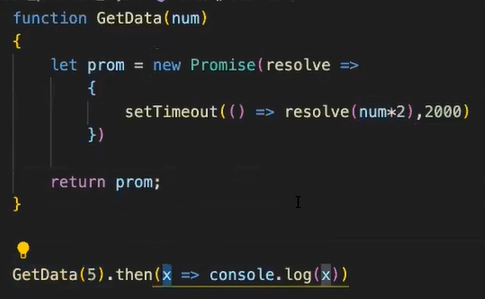 function GetData(num)
{
    let prom = new Promise(resolve =>
        {
            setTimeout(() => resolve(num*2),2000)
        })

    return prom;
}

GetData(5).then(x => console.log(x))